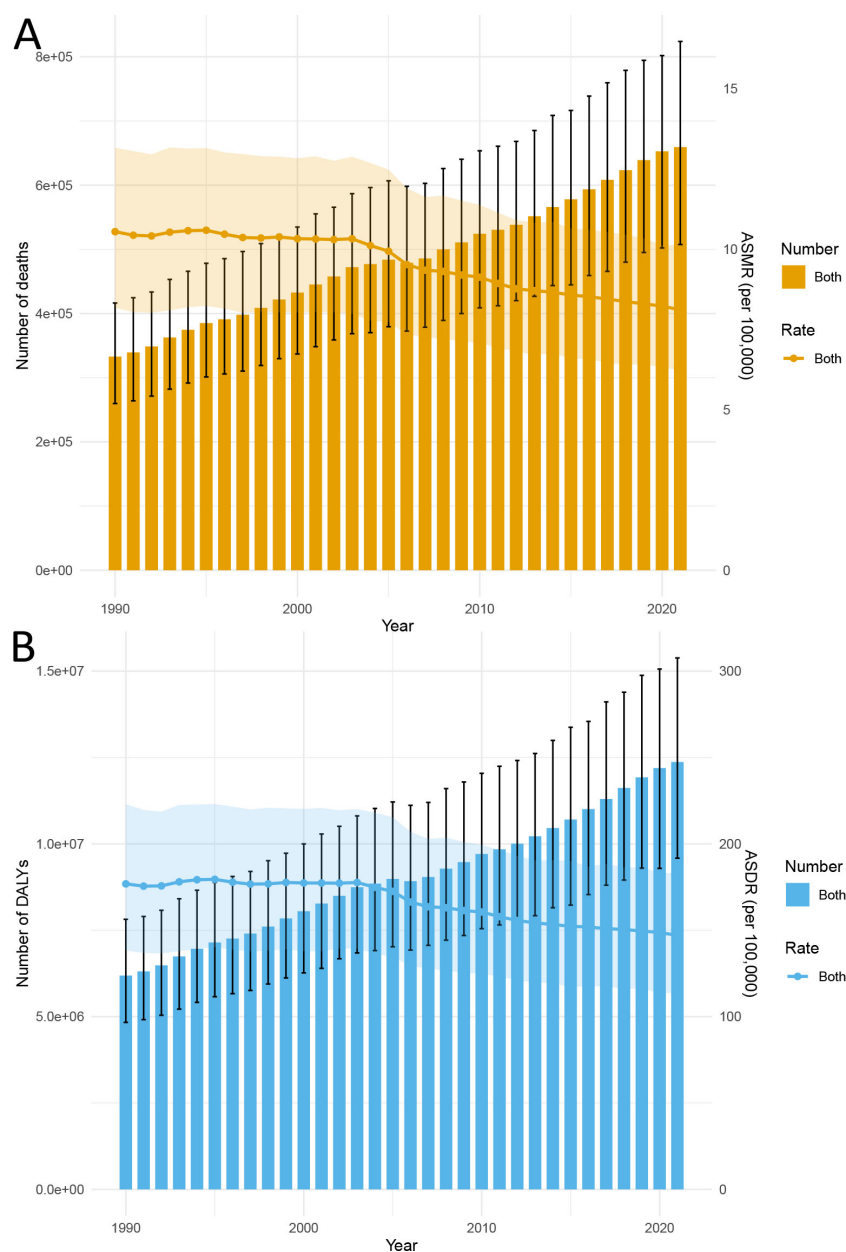 A
8e+05
6e+05
4e+05
2e+05
0e+00
Number of deaths
15
10
5
0
ASMR (per 100,000)
1990
2000
2010
2020
Year
Number
Both
Rate
Both
B
1.5e+07
1.0e+07
5.0e+06
0.0e+00
Number of DALYs
300
200
100
0
ASDR (per 100,000)
1990
2000
2010
2020
Year
Number
Both
Rate
Both